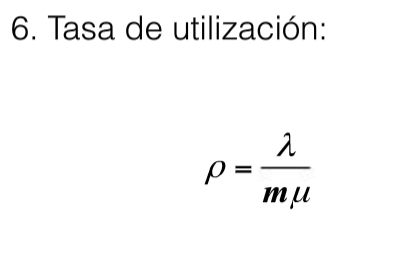 6. Tasa de utilización:
ρ = λ / mμ